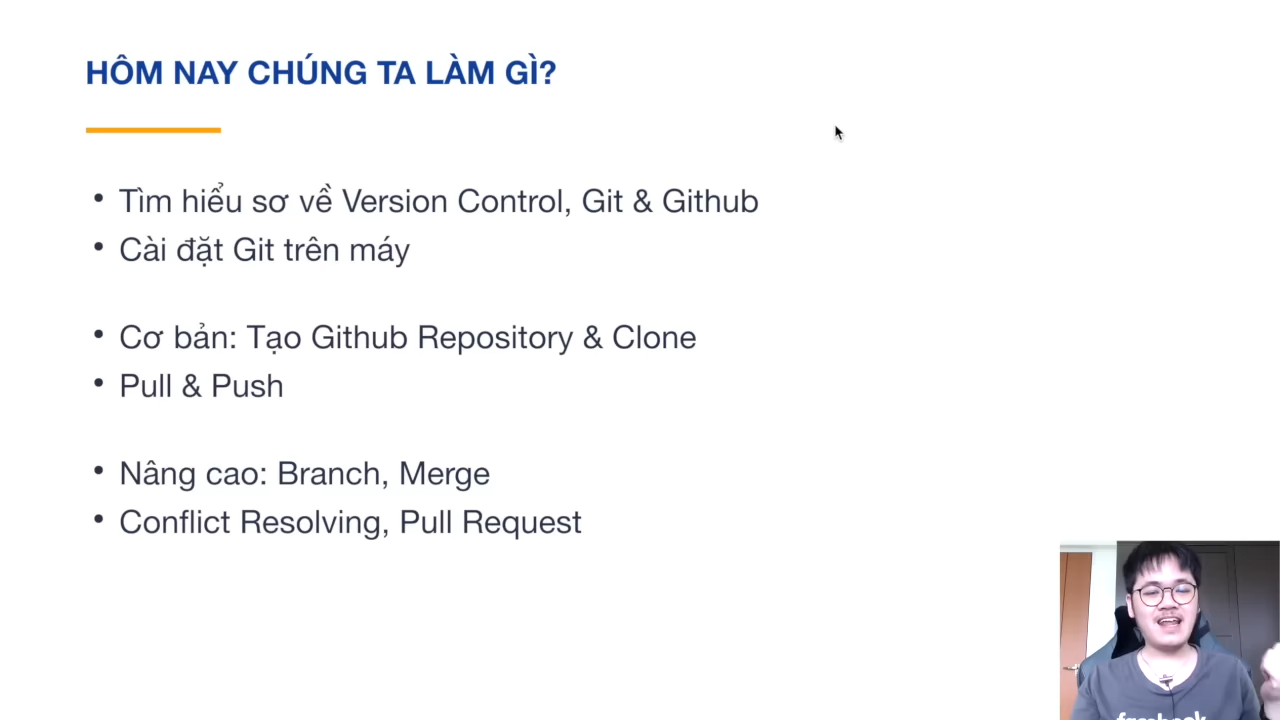 HÔM NAY CHÚNG TA LÀM GÌ?
• Tìm hiểu sơ về Version Control, Git & Github
• Cài đặt Git trên máy
• Cơ bản: Tạo Github Repository & Clone
• Pull & Push
• Nâng cao: Branch, Merge
• Conflict Resolving, Pull Request